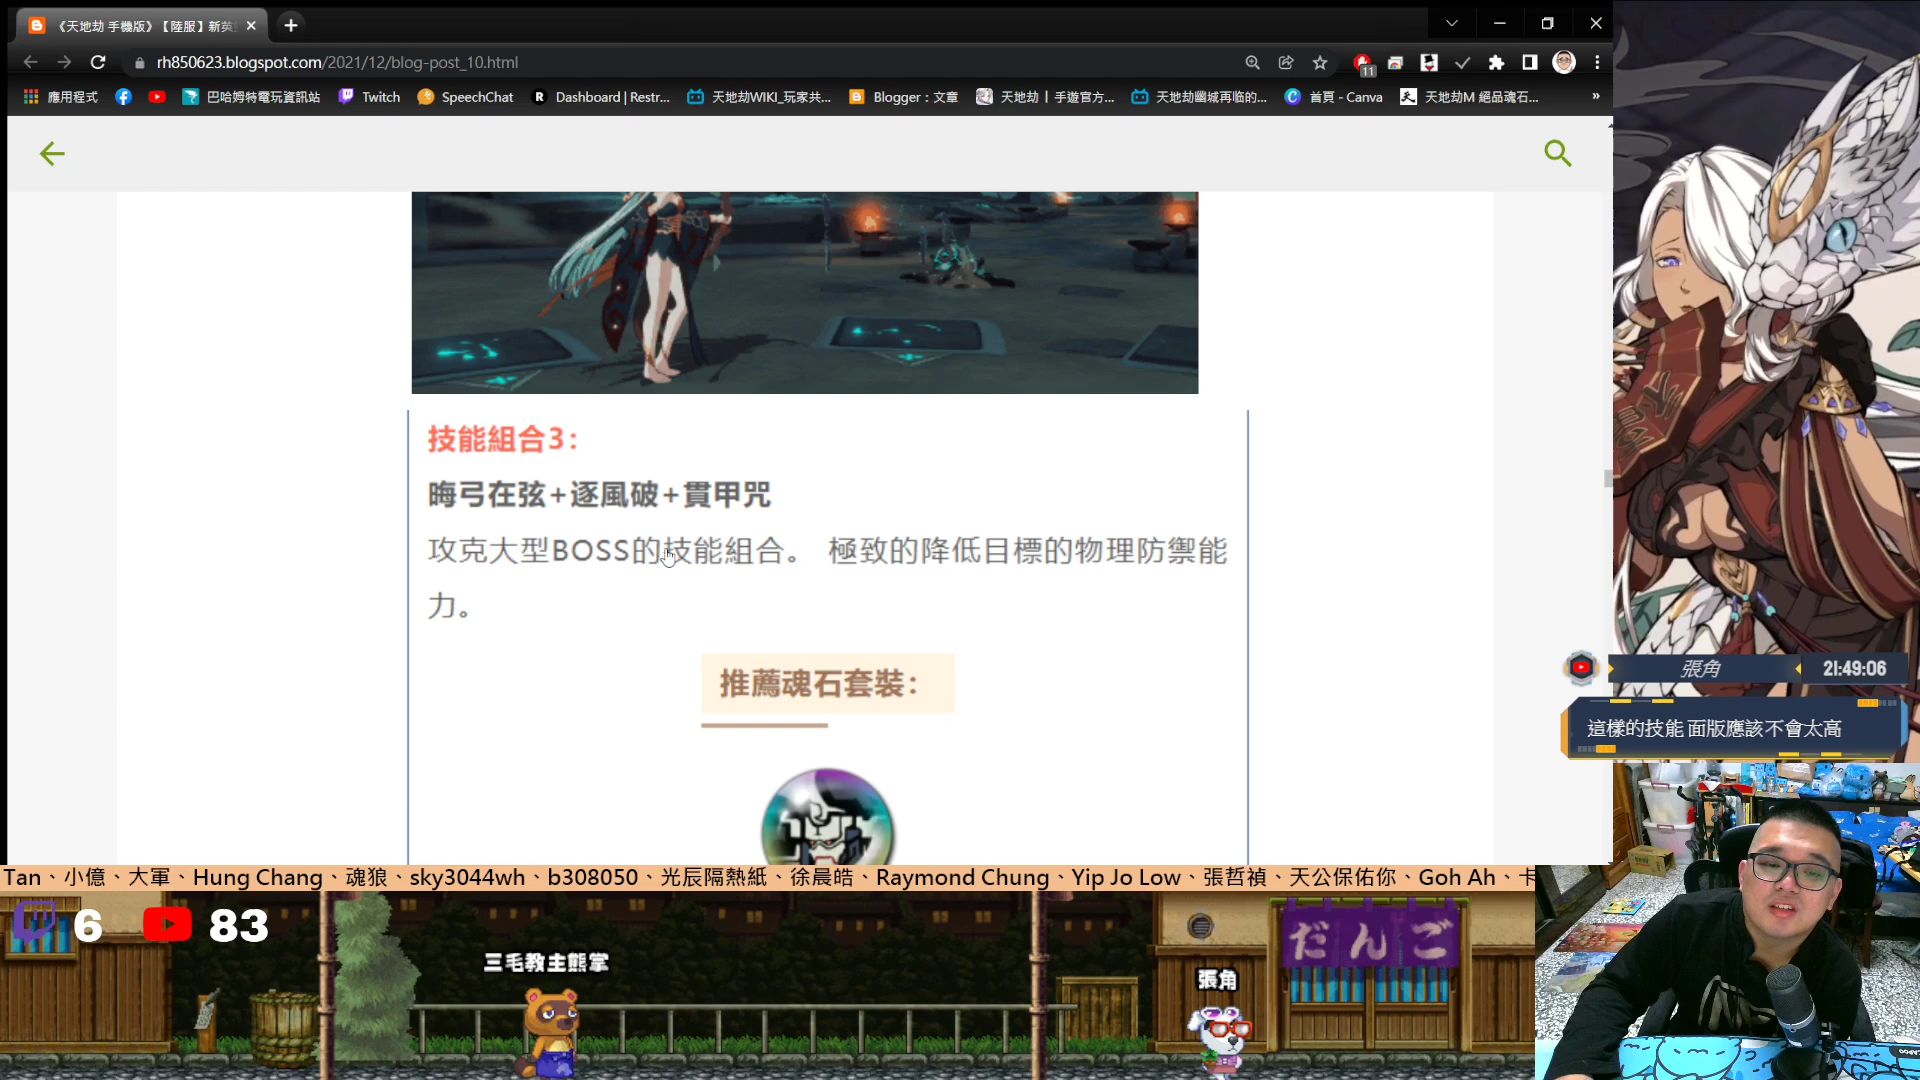 《天地劫 手機版》【陸服】新英
rh850623.blogspot.com/2021/12/blog-post_10.html
11
應用程式
巴哈姆特電玩資訊站
Twitch
SpeechChat
R
Dashboard | Restr...
天地劫WIKI_玩家共...
Blogger：文章
天地劫丨手遊官方...
天地劫幽城再临的...
首頁 - Canva
天地劫M 絕品魂石...
»
技能組合3：
晦弓在弦+逐風破+貫甲咒
攻克大型BOSS的技能組合。 極致的降低目標的物理防禦能
力。
推薦魂石套裝：
張角
21:49:06
這樣的技能 面版應該不會太高
Tan、小億、大軍、Hung Chang、魂狼、sky3044wh、b308050、光辰隔熱紙、徐晨皓、Raymond Chung、Yip Jo Low、張哲禎、天公保佑你、Goh Ah、卡
6
83
三毛教主熊掌
張角
だんご